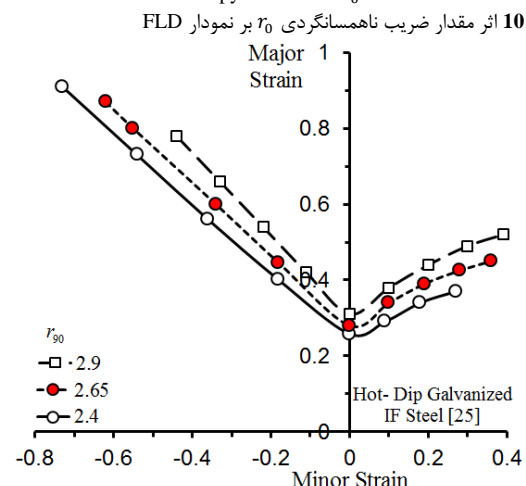 10 اثر مقدار ضریب ناهمسانگردی r₀ بر نمودار FLD
Major
Strain
1
0.8
0.6
0.4
0.2
0
r₉₀
2.9
2.65
2.4
Hot- Dip Galvanized
IF Steel [25]
-0.8 -0.6 -0.4 -0.2 0 0.2 0.4
Minor Strain